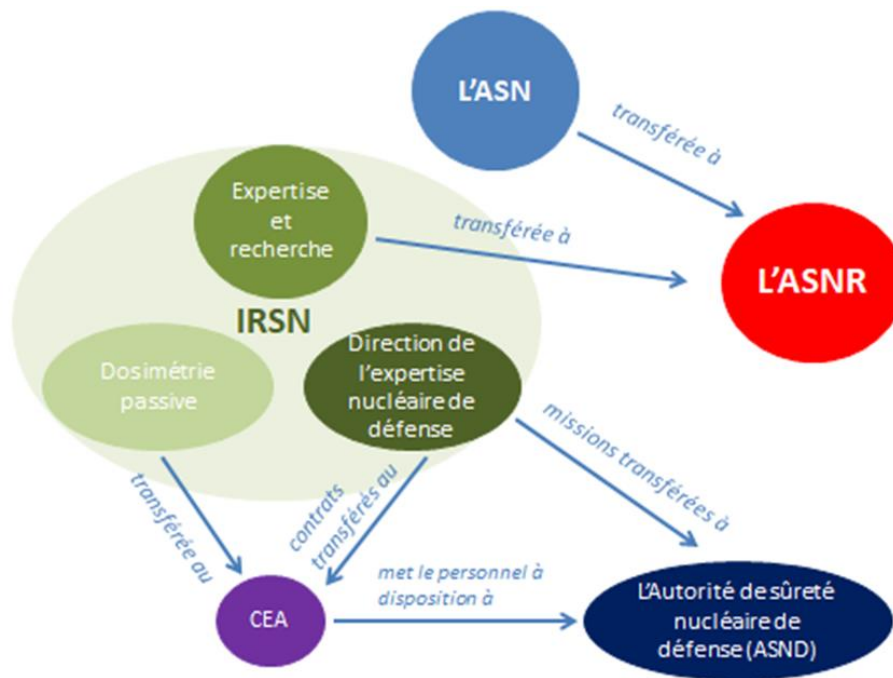 L'ASN
transférée à
Expertise
et
recherche
transférée à
L'ASNR
IRSN
Dosimétrie
passive
Direction de
l'expertise
nucléaire de
défense
missions transférées à
transférée au
contrats
transférés au
met le personnel à
disposition à
CEA
L'Autorité de sûreté
nucléaire de
défense (ASND)